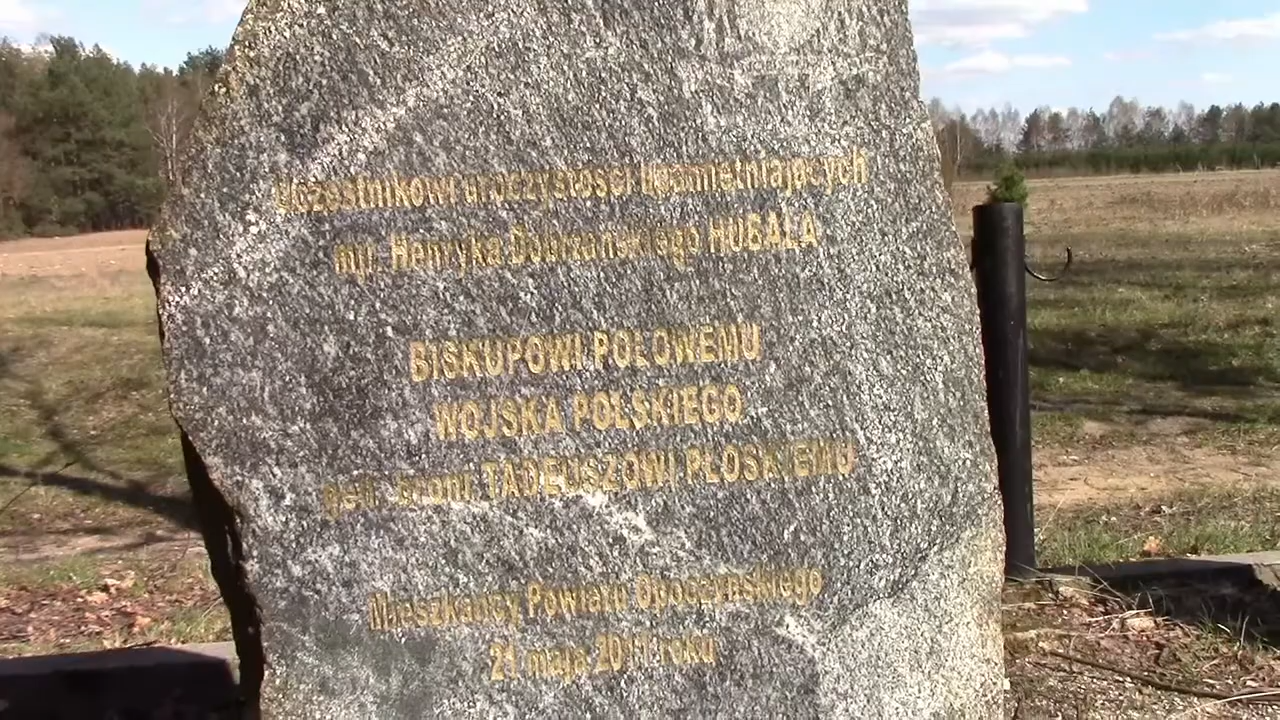 Uczestnikowi uroczystości upamiętniających
mjr. Henryka Dobrzańskiego HUBALA
BISKUPOWI POLOWEMU
WOJSKA POLSKIEGO
gen. broni TADEUSZOWI PŁOSKIEMU
Mieszkańcy Powiatu Opoczyńskiego
21 maja 2011 roku